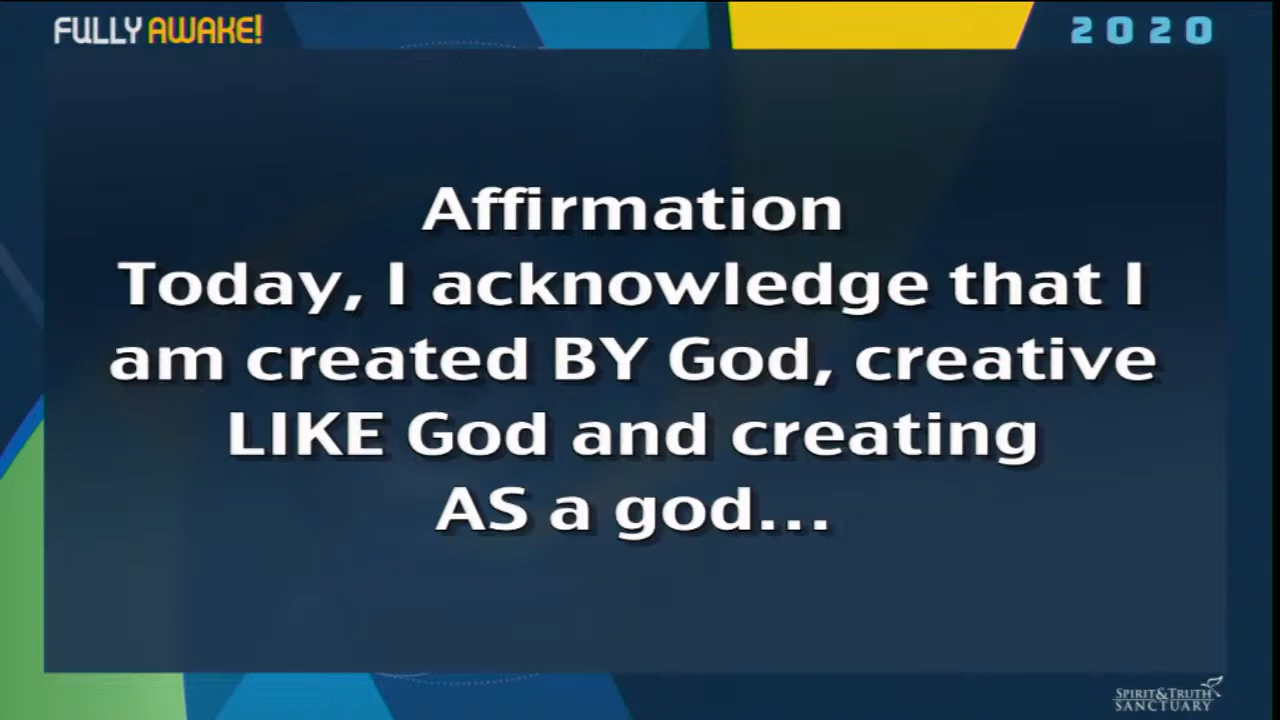 FULLY AWAKE!
2020
Affirmation
Today, I acknowledge that I
am created BY God, creative
LIKE God and creating
AS a god...
SPIRIT&TRUTH
SANCTUARY